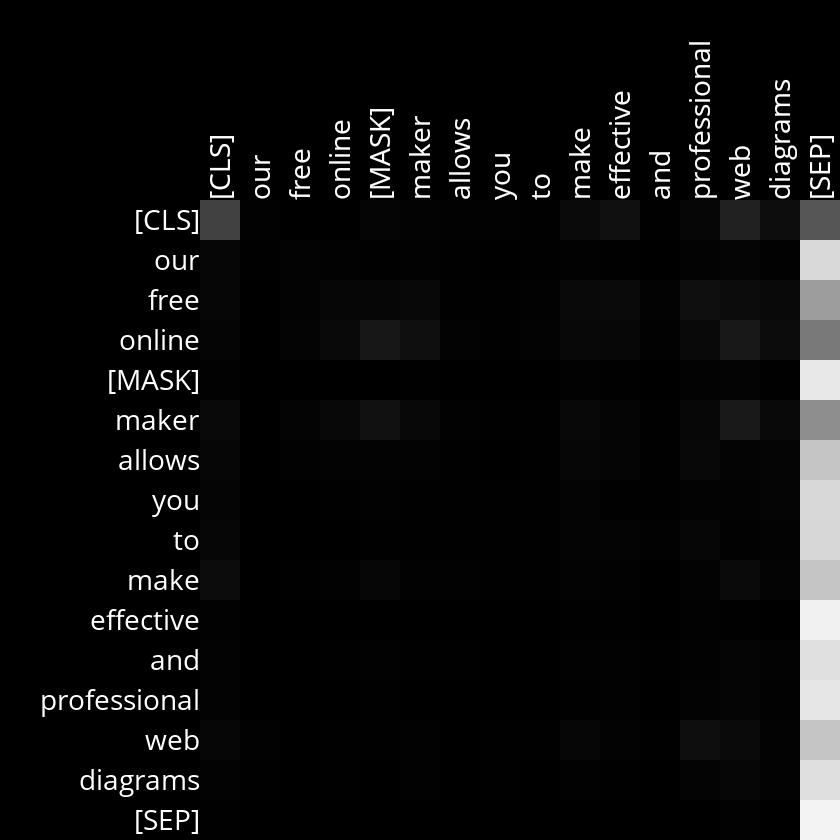 [CLS]
our
free
online
[MASK]
maker
allows
you
to
make
effective
and
professional
web
diagrams
[SEP]
[CLS]
our
free
online
[MASK]
maker
allows
you
to
make
effective
and
professional
web
diagrams
[SEP]